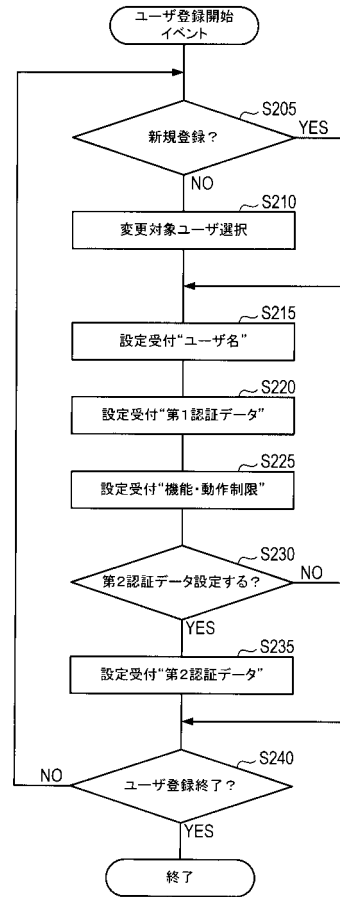 ユーザ登録開始
イベント
S205
新規登録?
YES
NO
S210
変更対象ユーザ選択
S215
設定受付“ユーザ名”
S220
設定受付“第1認証データ”
S225
設定受付“機能・動作制限”
S230
第2認証データ設定する?
NO
YES
S235
設定受付“第2認証データ”
S240
NO
ユーザ登録終了?
YES
終了